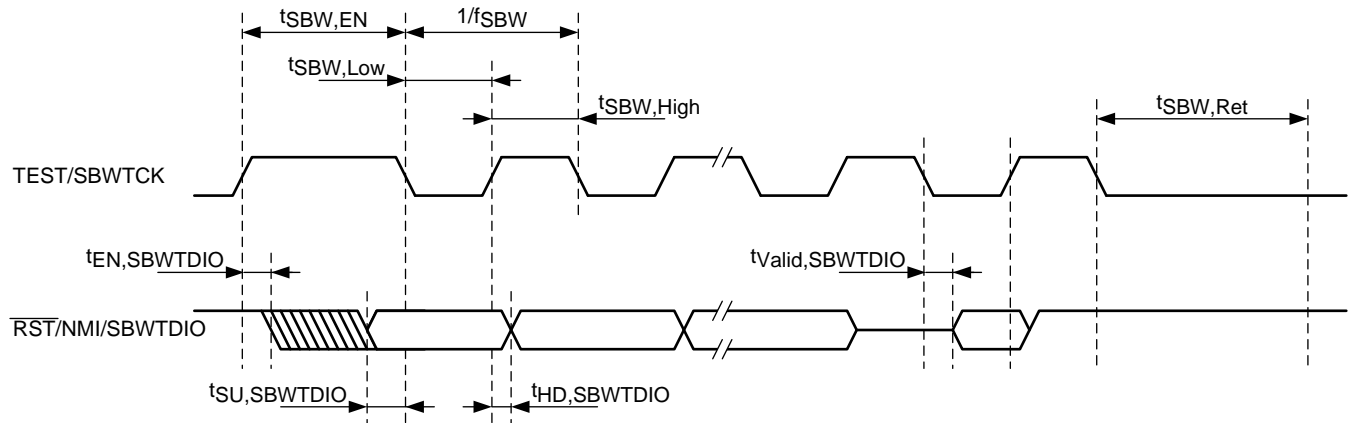 tSBW,EN
1/fSBW
tSBW,Low
tSBW,High
tSBW,Ret
TEST/SBWTCK
tEN,SBWTDIO
tValid,SBWTDIO
RST/NMI/SBWTDIO
tSU,SBWTDIO
tHD,SBWTDIO